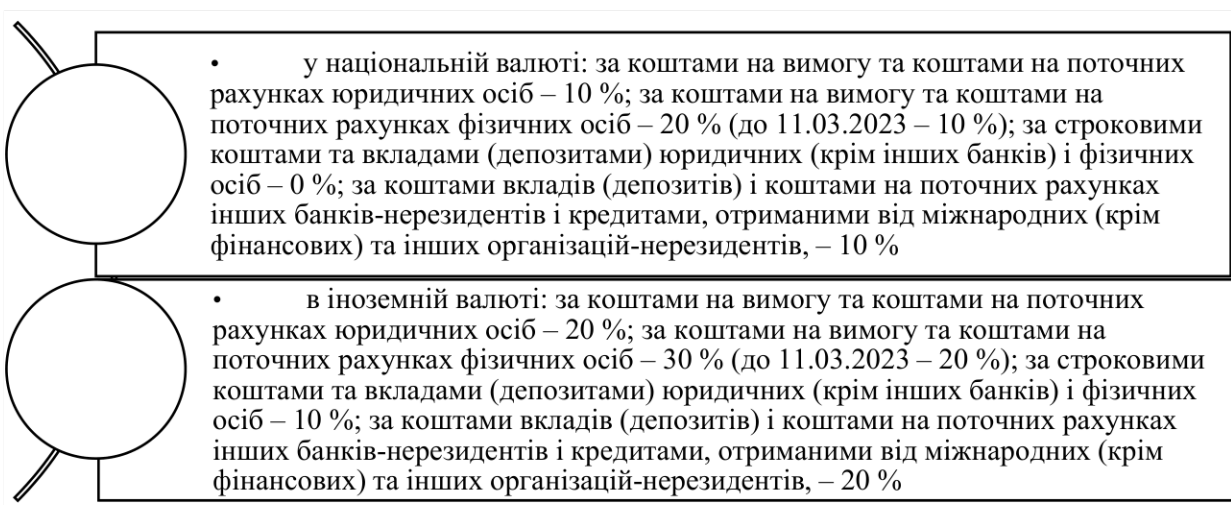 • у національній валюті: за коштами на вимогу та коштами на поточних
рахунках юридичних осіб – 10 %; за коштами на вимогу та коштами на
поточних рахунках фізичних осіб – 20 % (до 11.03.2023 – 10 %); за строковими
коштами та вкладами (депозитами) юридичних (крім інших банків) і фізичних
осіб – 0 %; за коштами вкладів (депозитів) і коштами на поточних рахунках
інших банків-нерезидентів і кредитами, отриманими від міжнародних (крім
фінансових) та інших організацій-нерезидентів, – 10 %
• в іноземній валюті: за коштами на вимогу та коштами на поточних
рахунках юридичних осіб – 20 %; за коштами на вимогу та коштами на
поточних рахунках фізичних осіб – 30 % (до 11.03.2023 – 20 %); за строковими
коштами та вкладами (депозитами) юридичних (крім інших банків) і фізичних
осіб – 10 %; за коштами вкладів (депозитів) і коштами на поточних рахунках
інших банків-нерезидентів і кредитами, отриманими від міжнародних (крім
фінансових) та інших організацій-нерезидентів, – 20 %